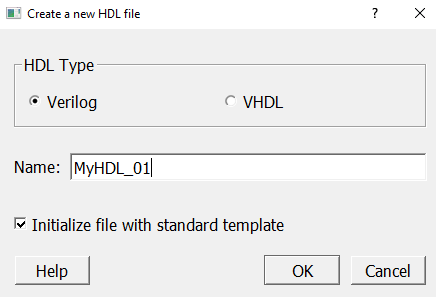 Create a new HDL file
?
HDL Type
Verilog
VHDL
Name: MyHDL_01
Initialize file with standard template
Help
OK
Cancel